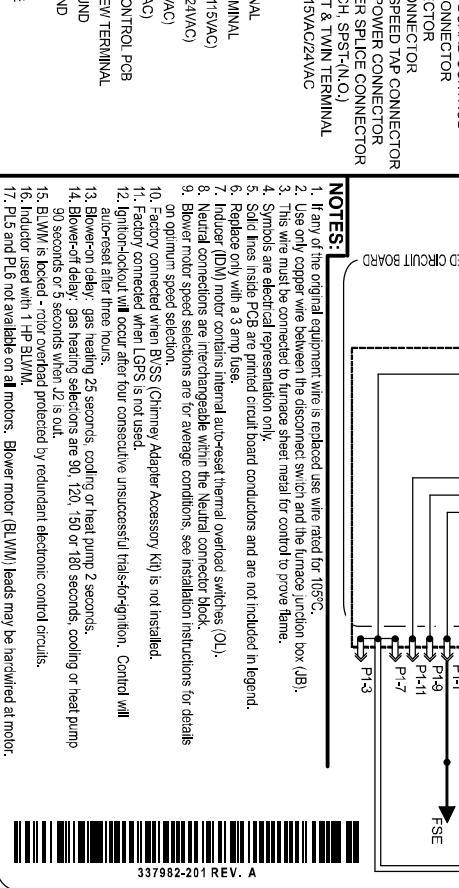 CONNECTOR
CTOR
ONNECTOR
SPEED TAP CONNECTOR
POWER CONNECTOR
ER SPLICE CONNECTOR
CH, SPST-(N.O.)
T & TWIN TERMINAL
15VAC/24VAC
NAL
RMINAL
115VAC)
24VAC)
VAC)
AC)
ONTROL PCB
EW TERMINAL
UND
ND
NOTES:
1. If any of the original equipment wire is replaced use wire rated for 105°C.
2. Use only copper wire between the disconnect switch and the furnace junction box (JB).
3. This wire must be connected to furnace sheet metal for control to prove flame.
4. Symbols are electrical representation only.
5. Solid lines inside PCB are printed circuit board conductors and are not included in legend.
6. Replace only with a 3 amp fuse.
7. Inducer (IDM) motor contains internal auto-reset thermal overload switches (OL).
8. Neutral connections are interchangeable within the Neutral connector block.
9. Blower motor speed selections are for average conditions, see installation instructions for details
on optimum speed selection.
10. Factory connected when BVSS (Chimney Adapter Accessory Kit) is not installed.
11. Factory connected when LGPS is not used.
12. Ignition-lockout will occur after four consecutive unsuccessful trials-for-ignition. Control will
auto-reset after three hours.
13. Blower-on delay: gas heating 25 seconds, cooling or heat pump 2 seconds.
14. Blower-off delay: gas heating selections are 90, 120, 150 or 180 seconds, cooling or heat pump
90 seconds or 5 seconds when J2 is out.
15. BLWM is locked - rotor overload protected by redundant electronic control circuits.
16. Inductor used with 1 HP BLWM.
17. PL5 and PL6 not available on all motors. Blower motor (BLWM) leads may be hardwired at motor.
ED CIRCUIT BOARD
P1-9
P1-11
P1-7
P1-3
FSE
337982-201 REV. A